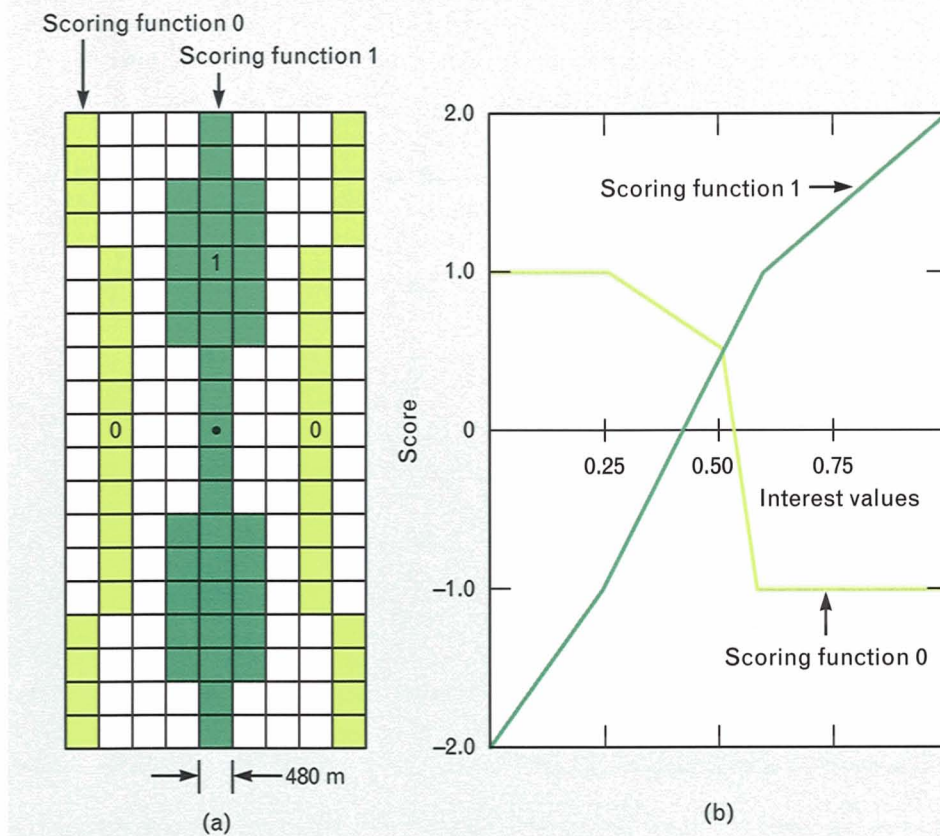 Scoring function 0
Scoring function 1
1
0
0
480 m
(a)
2.0
1.0
0
-1.0
–2.0
Score
Scoring function 1
0.25 0.50 0.75
Interest values
Scoring function 0
(b)